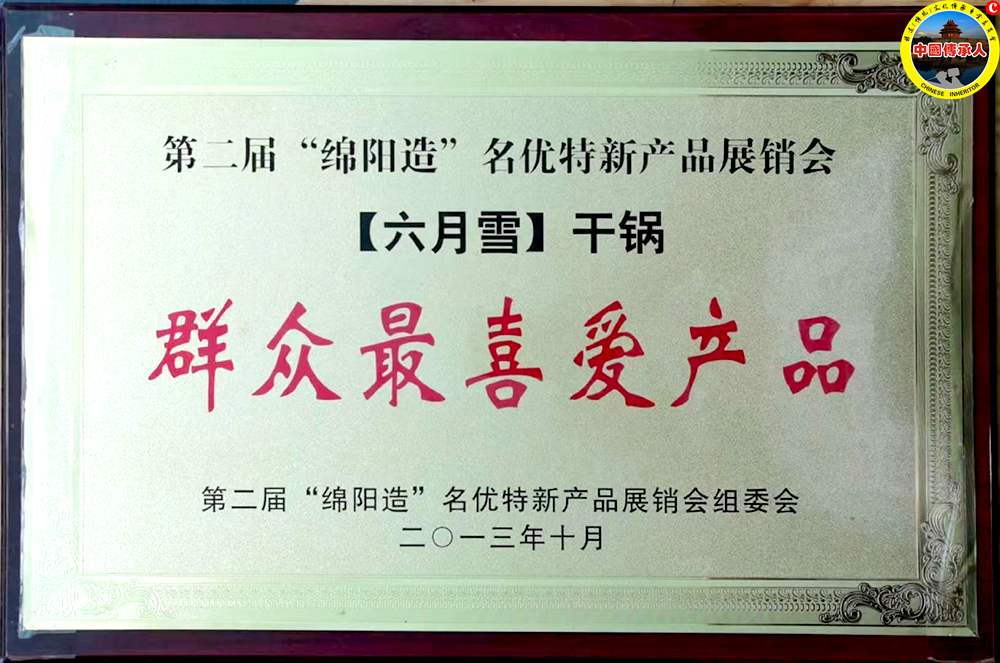 第二届“绵阳造”名优特新产品展销会
【六月雪】干锅
群众最喜爱产品
第二届“绵阳造”名优特新产品展销会组委会
二〇一三年十月
中國傳承人
CHINESE INHERITOR
C